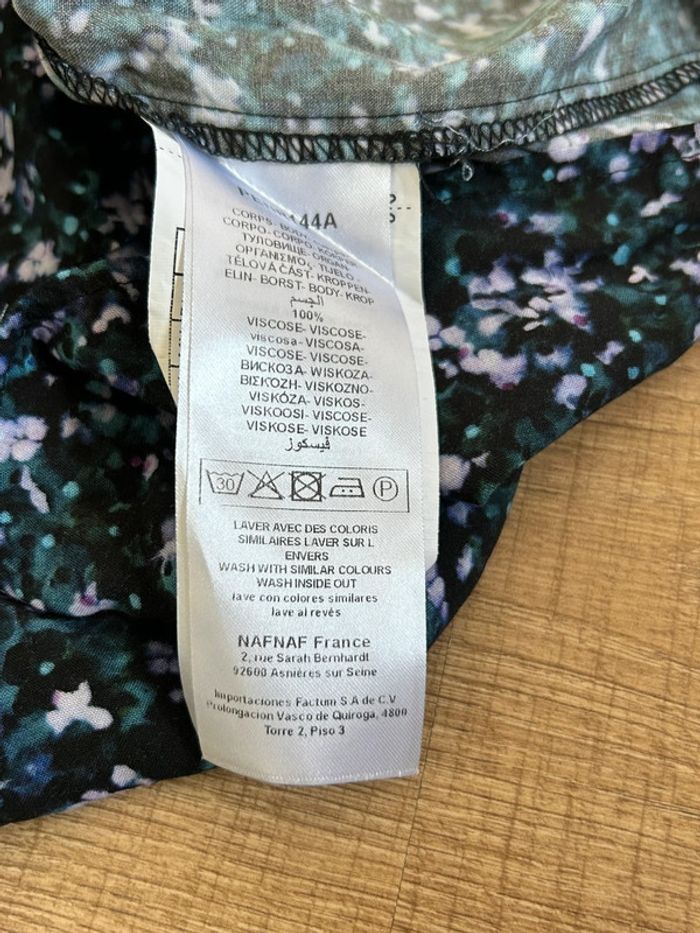 144A
CORPS- BODY-
CORPO-CORPO-KÖRPER
ТУЛОВИЩЕ-
ΟΡΓΑΝΙΣΜΟΣ- TIJELO-
TĚLOVÁ ČÁST- KROPPEN-
ELIN- BORST- BODY-KROP
الجسم
100%
VISCOSE- VISCOSE-
viscosa- VISCOSA-
VISCOSE- VISCOSE-
ВИСКОЗА- WISKOZA-
ΒΙΣΚΟΖΗ- VISKOZNO-
VISKÓZA- VISKOS-
VISKOOSI- VISCOSE-
VISKOSE- VISKOSE
فيسكوز
30 P
LAVER AVEC DES COLORIS
SIMILAIRES LAVER SUR L
ENVERS
WASH WITH SIMILAR COLOURS
WASH INSIDE OUT
lave con colores similares
lave al revés
NAFNAF France
2, rue Sarah Bernhardt
92600 Asnières sur Seine
Importaciones Factum S A de C.V
Prolongacion Vasco de Quiroga, 4800
Torre 2, Piso 3